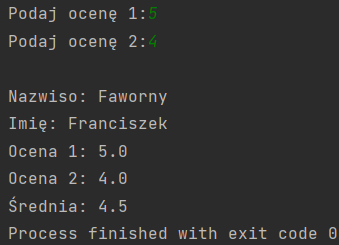 Podaj ocenę 1:5
Podaj ocenę 2:4
Nazwiso: Faworny
Imię: Franciszek
Ocena 1: 5.0
Ocena 2: 4.0
Średnia: 4.5
Process finished with exit code 0